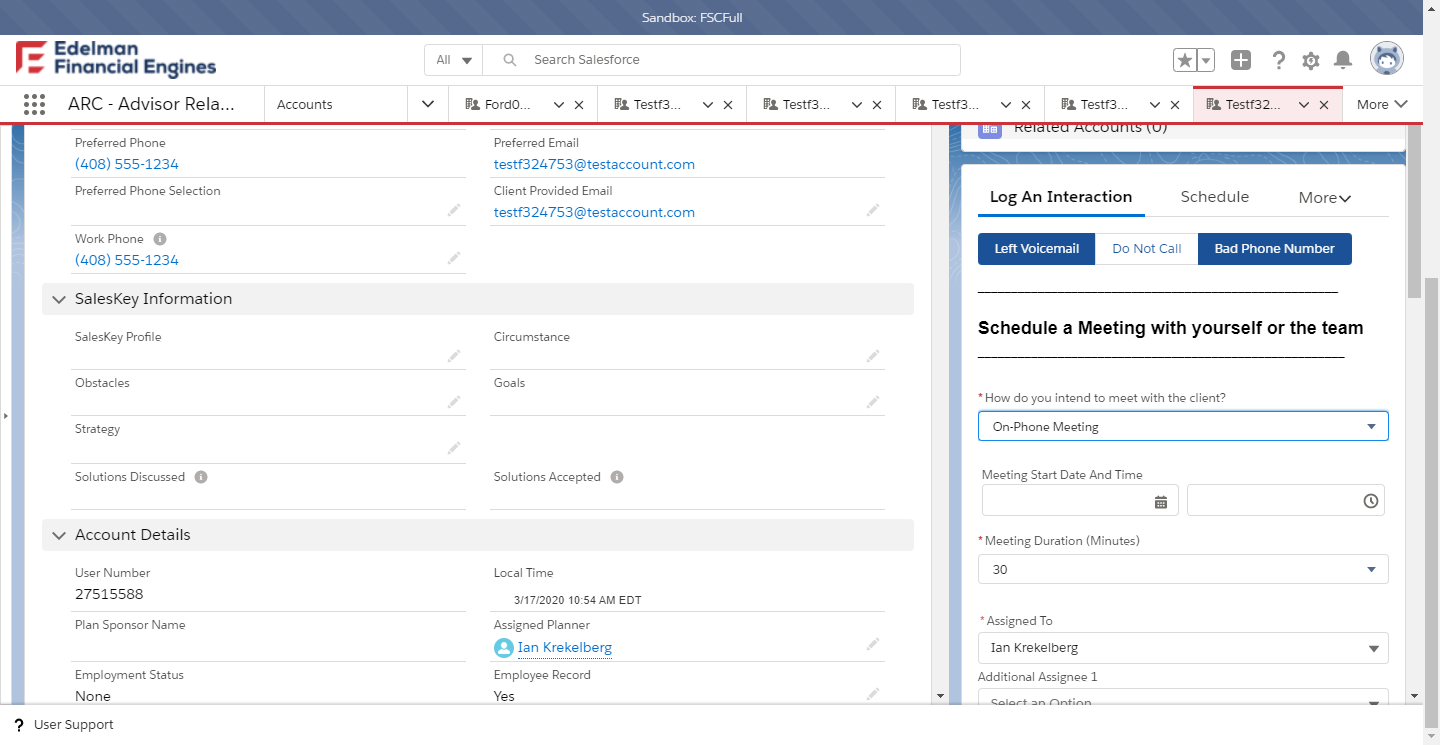 Sandbox: FSCFull
Edelman
Financial Engines
All
Search Salesforce
ARC - Advisor Rela...
Accounts
Ford0...
Testf3...
Testf3...
Testf3...
Testf3...
Testf32...
More
Preferred Phone
(408) 555-1234
Preferred Email
testf324753@testaccount.com
Preferred Phone Selection
Client Provided Email
testf324753@testaccount.com
Work Phone
(408) 555-1234
SalesKey Information
SalesKey Profile
Circumstance
Obstacles
Goals
Strategy
Solutions Discussed
Solutions Accepted
Account Details
User Number
27515588
Local Time
3/17/2020 10:54 AM EDT
Plan Sponsor Name
Assigned Planner
Ian Krekelberg
Employment Status
None
Employee Record
Yes
Related Accounts (0)
Log An Interaction
Schedule
More
Left Voicemail
Do Not Call
Bad Phone Number
Schedule a Meeting with yourself or the team
*How do you intend to meet with the client?
On-Phone Meeting
Meeting Start Date And Time
*Meeting Duration (Minutes)
30
*Assigned To
Ian Krekelberg
Additional Assignee 1
Select an Option
? User Support